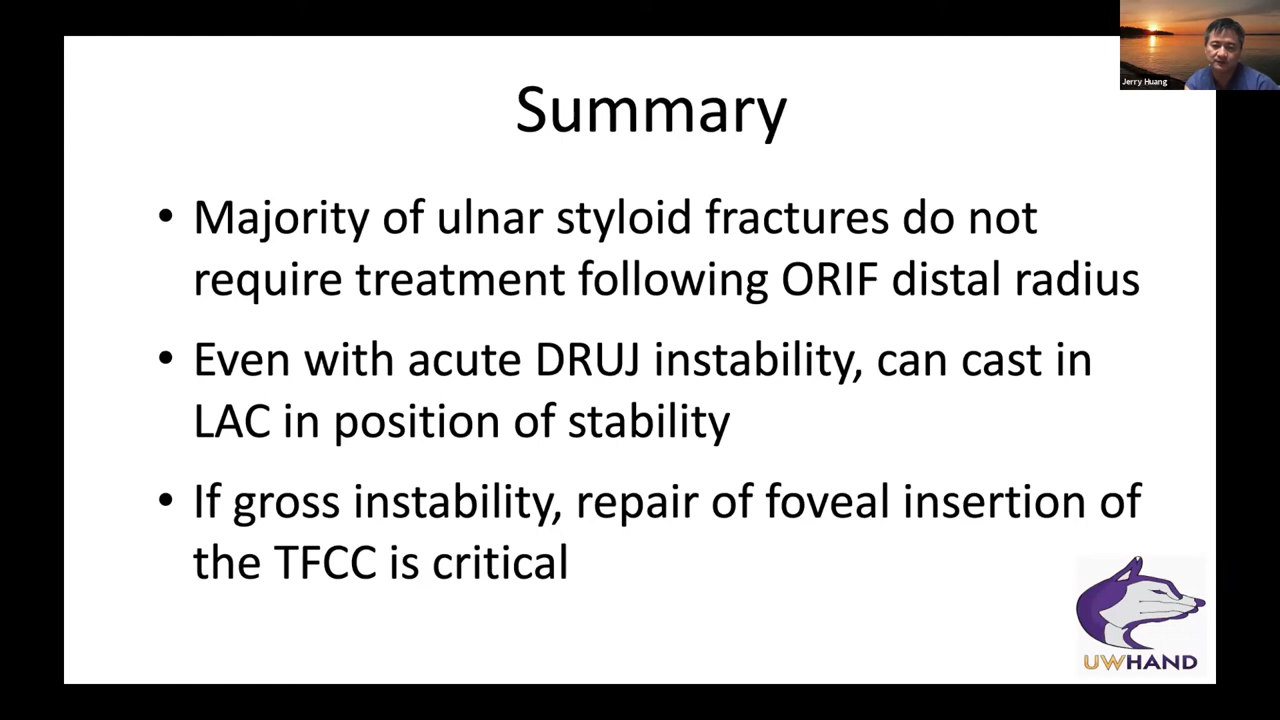 Jerry Huang
Summary
• Majority of ulnar styloid fractures do not
require treatment following ORIF distal radius
• Even with acute DRUJ instability, can cast in
LAC in position of stability
• If gross instability, repair of foveal insertion of
the TFCC is critical
UWHAND